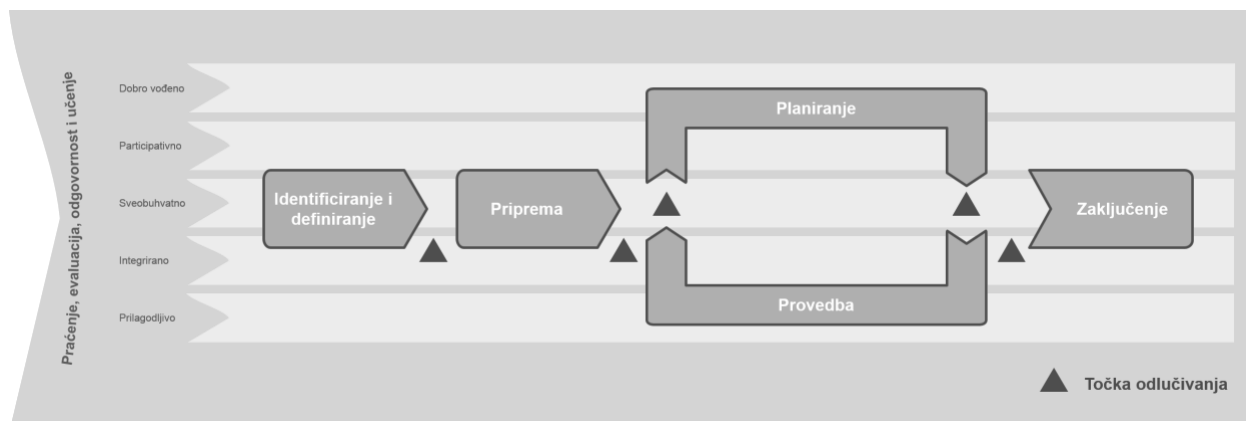 Praćenje, evaluacija, odgovornost i učenje
Dobro vođeno
Participativno
Sveobuhvatno
Integrirano
Prilagodljivo
Identificiranje i
definiranje
Priprema
Planiranje
Provedba
Zaključenje
Točka odlučivanja